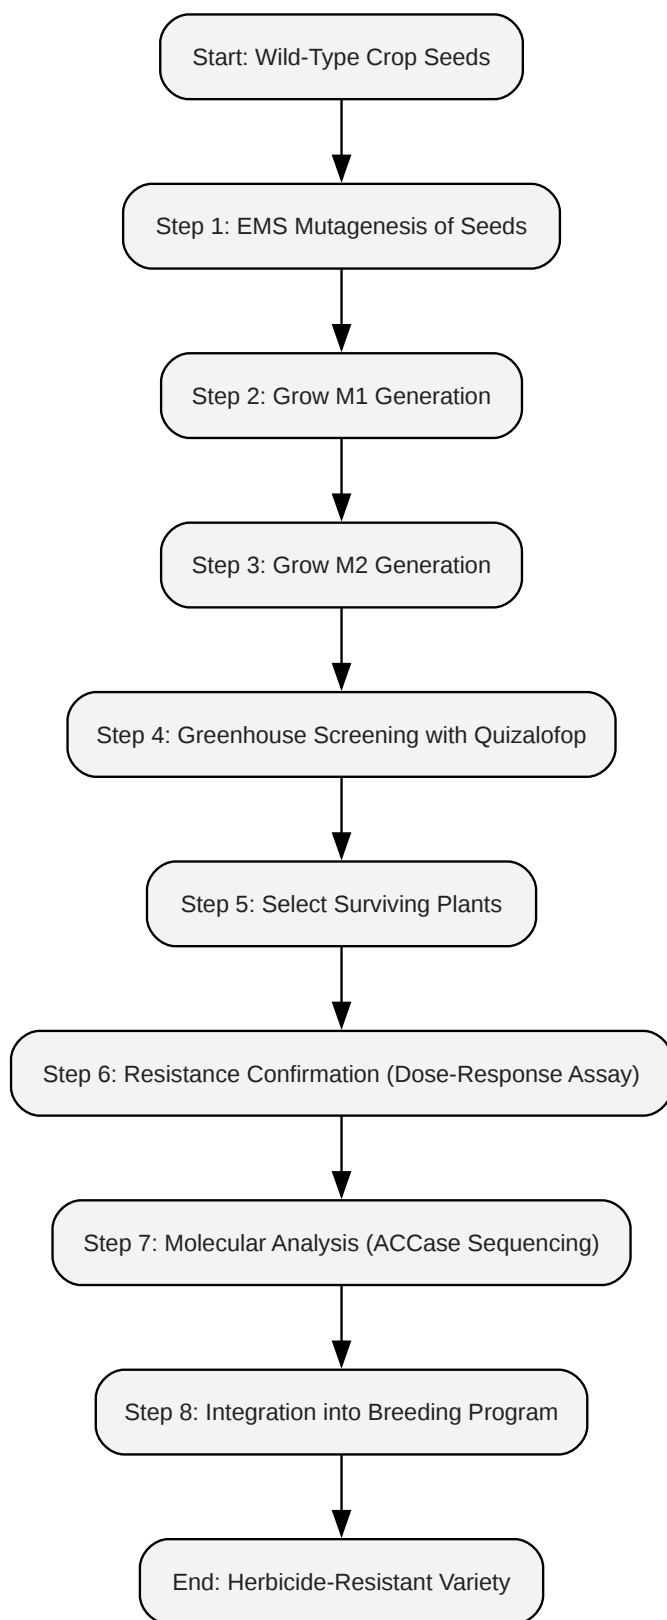 Start: Wild-Type Crop Seeds
Step 1: EMS Mutagenesis of Seeds
Step 2: Grow M1 Generation
Step 3: Grow M2 Generation
Step 4: Greenhouse Screening with Quizalofop
Step 5: Select Surviving Plants
Step 6: Resistance Confirmation (Dose-Response Assay)
Step 7: Molecular Analysis (ACCase Sequencing)
Step 8: Integration into Breeding Program
End: Herbicide-Resistant Variety